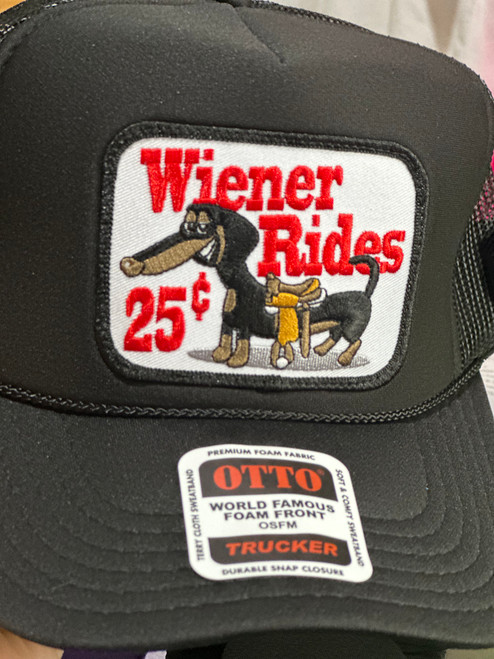 Wiener
Rides
25¢
PREMIUM FOAM FABRIC
OTTO
WORLD FAMOUS
FOAM FRONT
OSFM
TRUCKER
DURABLE SNAP CLOSURE
TERRY CLOTH SWEATBAND
SOFT & COMFY SWEATBAND